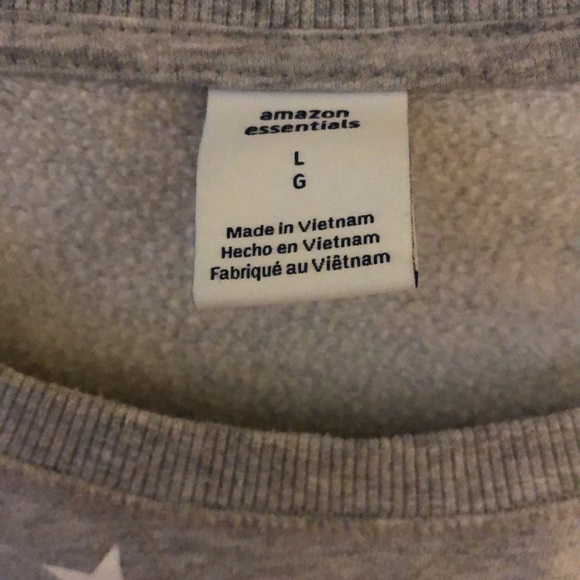 amazon
essentials
L
G
Made in Vietnam
Hecho en Vietnam
Fabriqué au Viêtnam